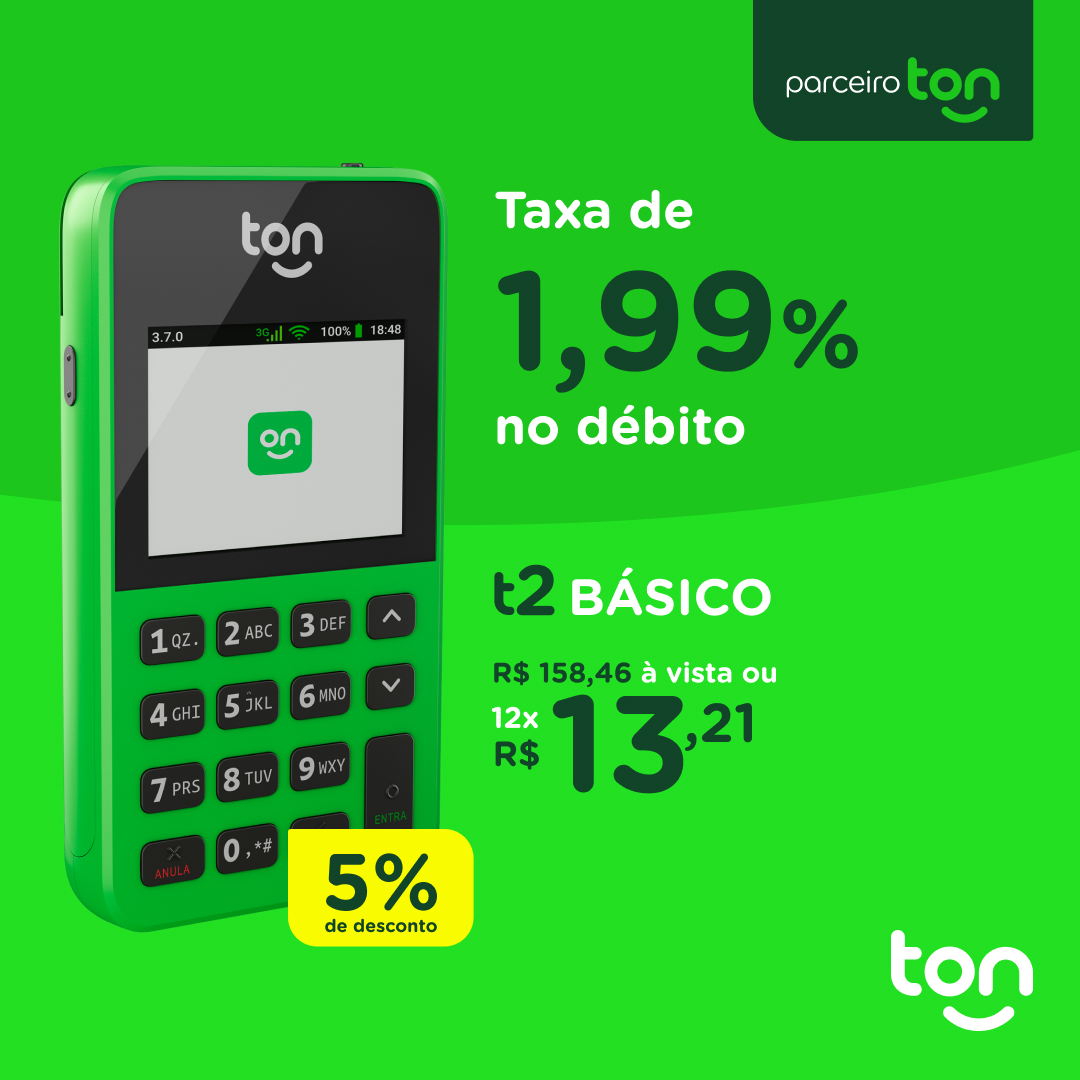 parceiro ton
Taxa de
1,99%
no débito
ton
3.7.0 3G 100% 18:48
on
1 QZ. 2 ABC 3 DEF
4 GHI 5 JKL 6 MNO
7 PRS 8 TUV 9 WXY
ENTRA
ANULA 0,*#
t2 BÁSICO
R$ 158,46 à vista ou
12x
R$ 13,21
5%
de desconto
ton